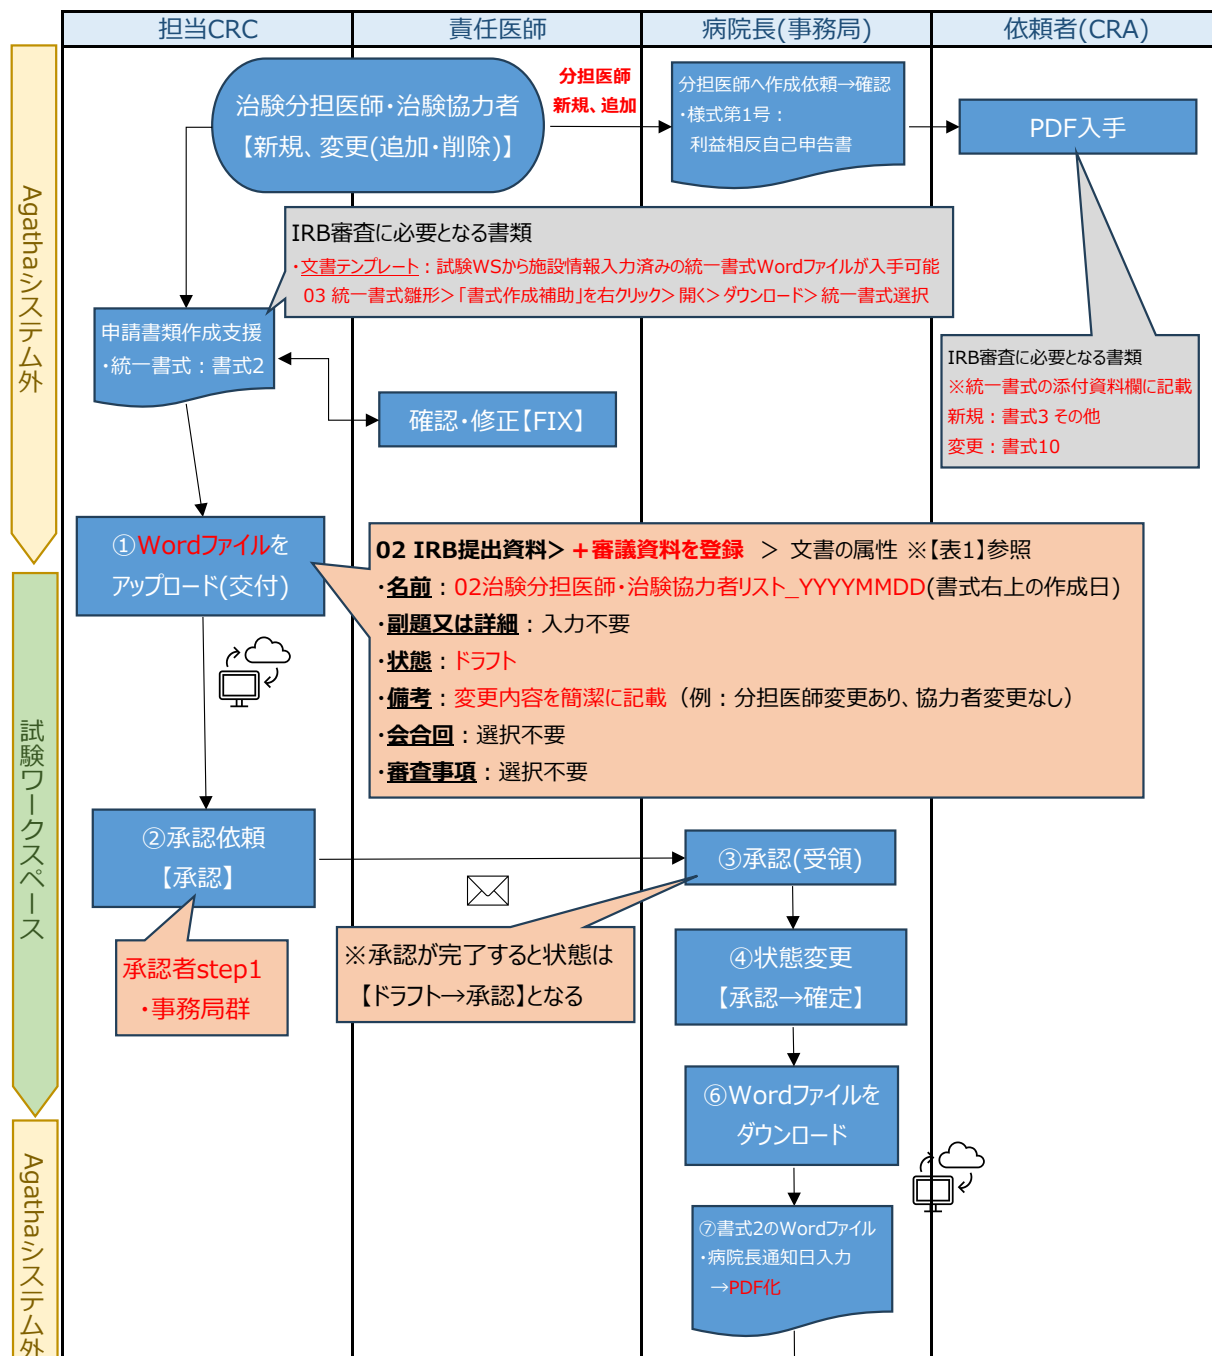 担当CRC
責任医師
病院長(事務局)
依頼者(CRA)
Agathaシステム外
治験分担医師・治験協力者
【新規、変更(追加・削除)】
分担医師
新規、追加
分担医師へ作成依頼→確認
・様式第1号：
利益相反自己申告書
PDF入手
IRB審査に必要となる書類
・文書テンプレート：試験WSから施設情報入力済みの統一書式Wordファイルが入手可能
03 統一書式雛形＞「書式作成補助」を右クリック＞開く＞ダウンロード＞統一書式選択
申請書類作成支援
・統一書式：書式2
確認・修正【FIX】
IRB審査に必要となる書類
※統一書式の添付資料欄に記載
新規：書式3 その他
変更：書式10
試験ワークスペース
①Wordファイルを
アップロード(交付)
02 IRB提出資料＞＋審議資料を登録 ＞ 文書の属性 ※【表1】参照
・名前：02治験分担医師・治験協力者リスト_YYYYMMDD(書式右上の作成日)
・副題又は詳細：入力不要
・状態：ドラフト
・備考：変更内容を簡潔に記載（例：分担医師変更あり、協力者変更なし）
・会合回：選択不要
・審査事項：選択不要
②承認依頼
【承認】
③承認(受領)
承認者step1
・事務局群
※承認が完了すると状態は
【ドラフト→承認】となる
④状態変更
【承認→確定】
⑥Wordファイルを
ダウンロード
Agathaシステム外
⑦書式2のWordファイル
・病院長通知日入力
→PDF化